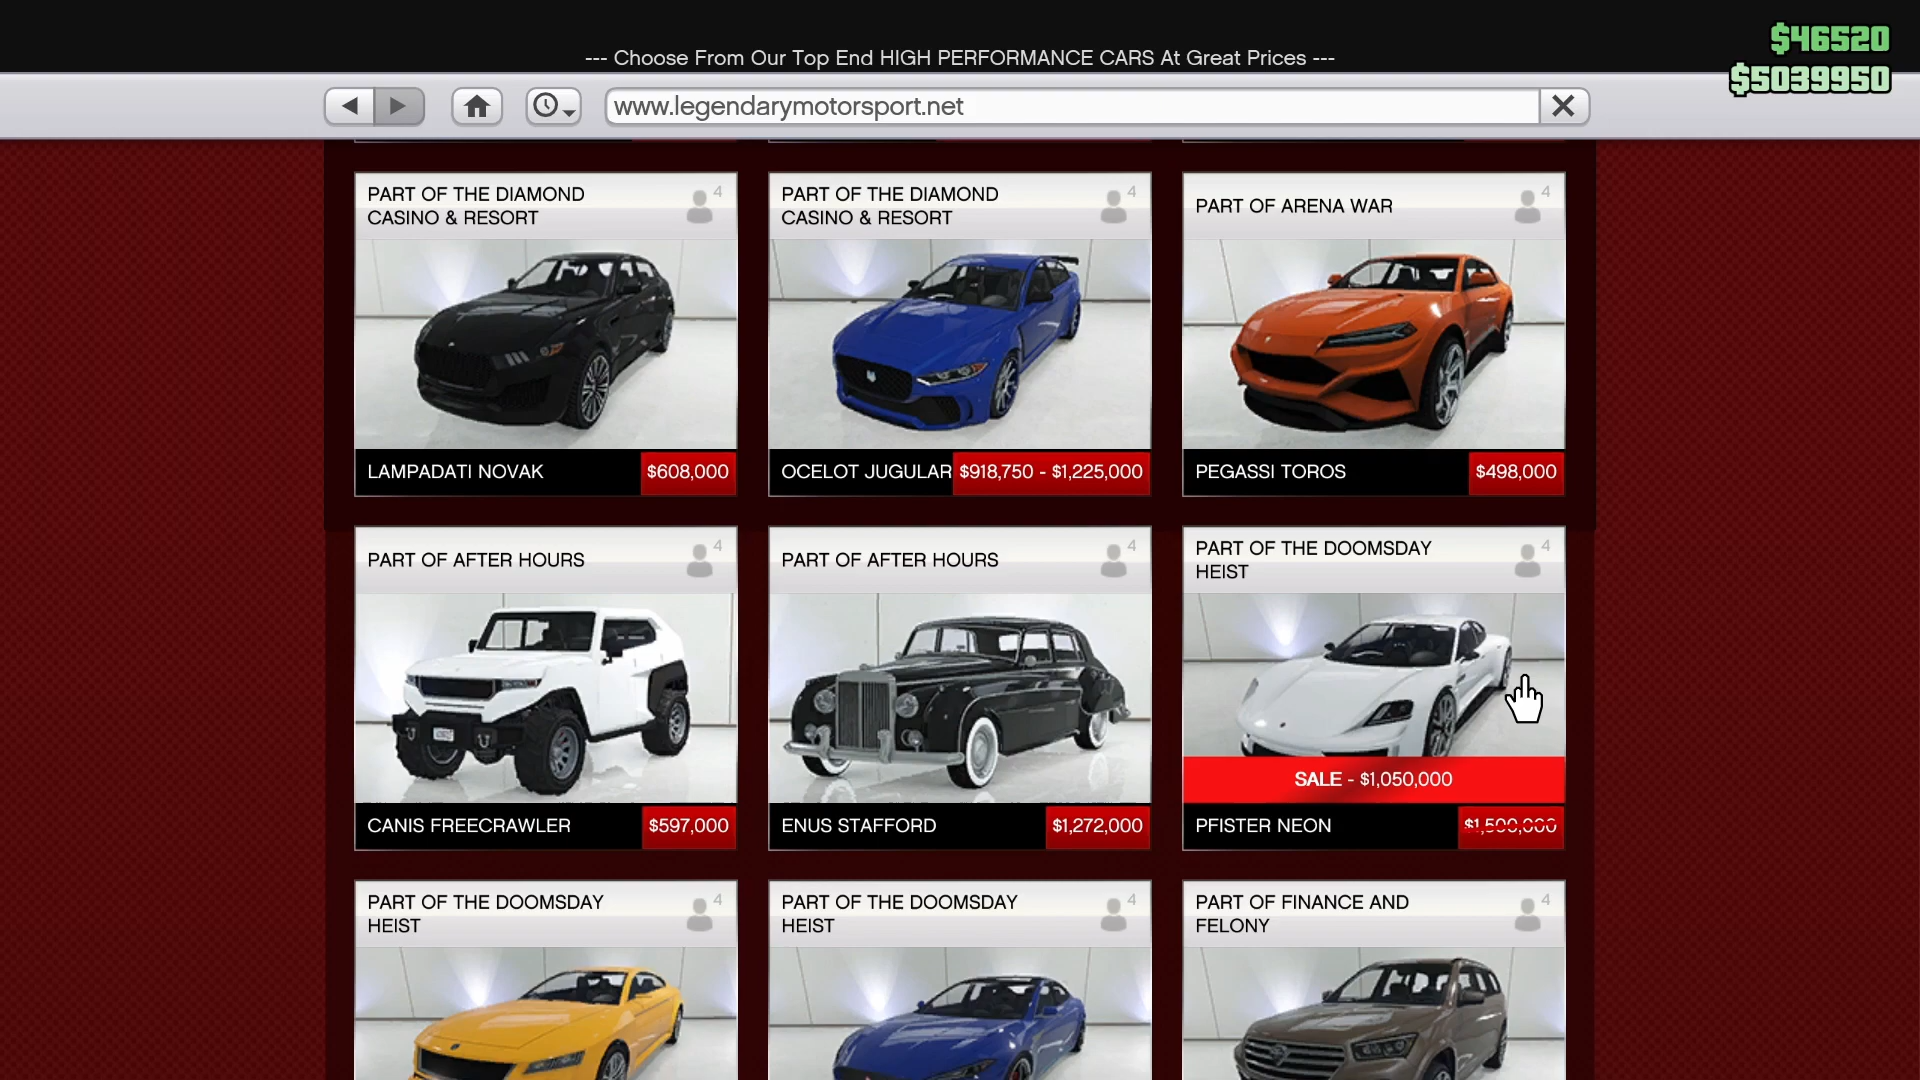 $46520
--- Choose From Our Top End HIGH PERFORMANCE CARS At Great Prices ---
$5039950
www.legendarymotorsport.net
PART OF THE DIAMOND
CASINO & RESORT
4
PART OF THE DIAMOND
CASINO & RESORT
4
PART OF ARENA WAR
4
LAMPADATI NOVAK
$608,000
OCELOT JUGULAR
$918,750 - $1,225,000
PEGASSI TOROS
$498,000
PART OF AFTER HOURS
4
PART OF AFTER HOURS
4
PART OF THE DOOMSDAY
HEIST
4
SALE - $1,050,000
CANIS FREECRAWLER
$597,000
ENUS STAFFORD
$1,272,000
PFISTER NEON
$1,500,000
PART OF THE DOOMSDAY
HEIST
4
PART OF THE DOOMSDAY
HEIST
4
PART OF FINANCE AND
FELONY
4